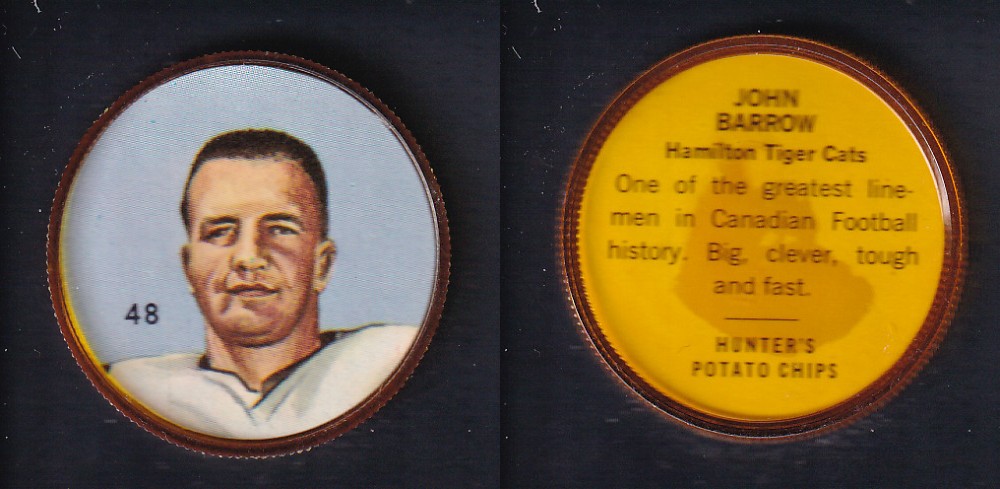 48
JOHN
BARROW
Hamilton Tiger Cats
One of the greatest line-
men in Canadian Football
history. Big, clever, tough
and fast.
HUNTER'S
POTATO CHIPS